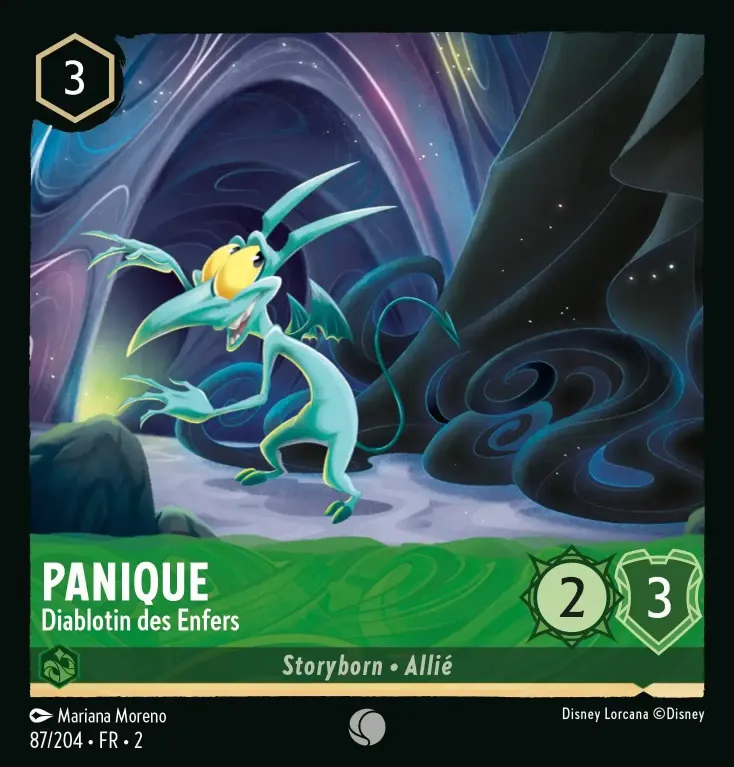 3
PANIQUE
Diablotin des Enfers
2
3
Storyborn • Allié
Mariana Moreno
Disney Lorcana ©Disney
87/204 • FR • 2